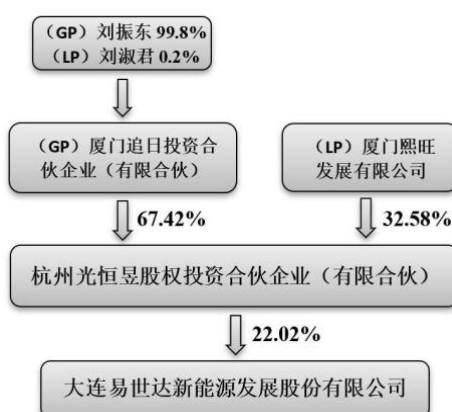 （GP）刘振东 99.8%
（LP）刘淑君 0.2%
（GP）厦门追日投资合
伙企业（有限合伙）
（LP）厦门熙旺
发展有限公司
67.42%
32.58%
杭州光恒昱股权投资合伙企业（有限合伙）
22.02%
大连易世达新能源发展股份有限公司